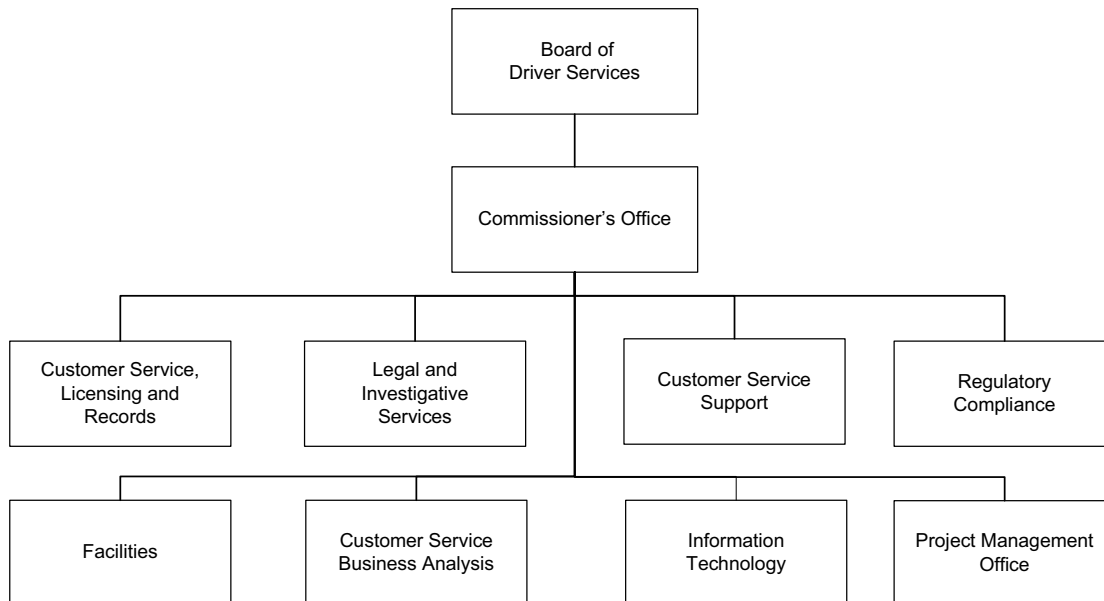 Board of
Driver Services
Commissioner’s Office
Customer Service,
Licensing and
Records
Legal and
Investigative
Services
Customer Service
Support
Regulatory
Compliance
Facilities
Customer Service
Business Analysis
Information
Technology
Project Management
Office